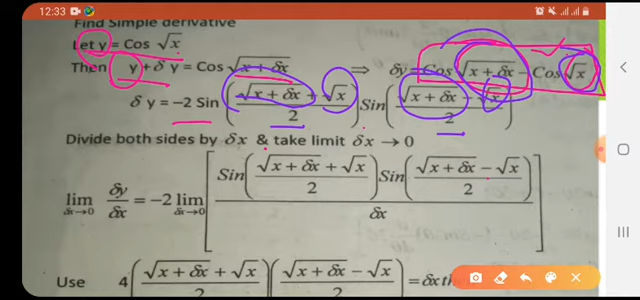 12:33
Find Simple derivative
Let y = Cos √x
Then y + δ y = Cos √(x + δx) ⇒ δy = Cos √(x + δx) − Cos √x
δ y = −2 Sin ((√(x + δx) + √x)/2) Sin ((√(x + δx) − √x)/2)
Divide both sides by δx & take limit δx → 0
lim δx→0 δy/δx = −2 lim δx→0 [Sin((√(x + δx) + √x)/2) Sin((√(x + δx) − √x)/2) / δx]
Use 4((√(x + δx) + √x)/2)((√(x + δx) − √x)/2) = δx